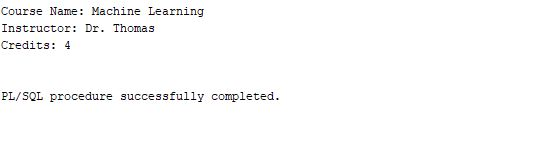 Course Name: Machine Learning
Instructor: Dr. Thomas
Credits: 4
PL/SQL procedure successfully completed.